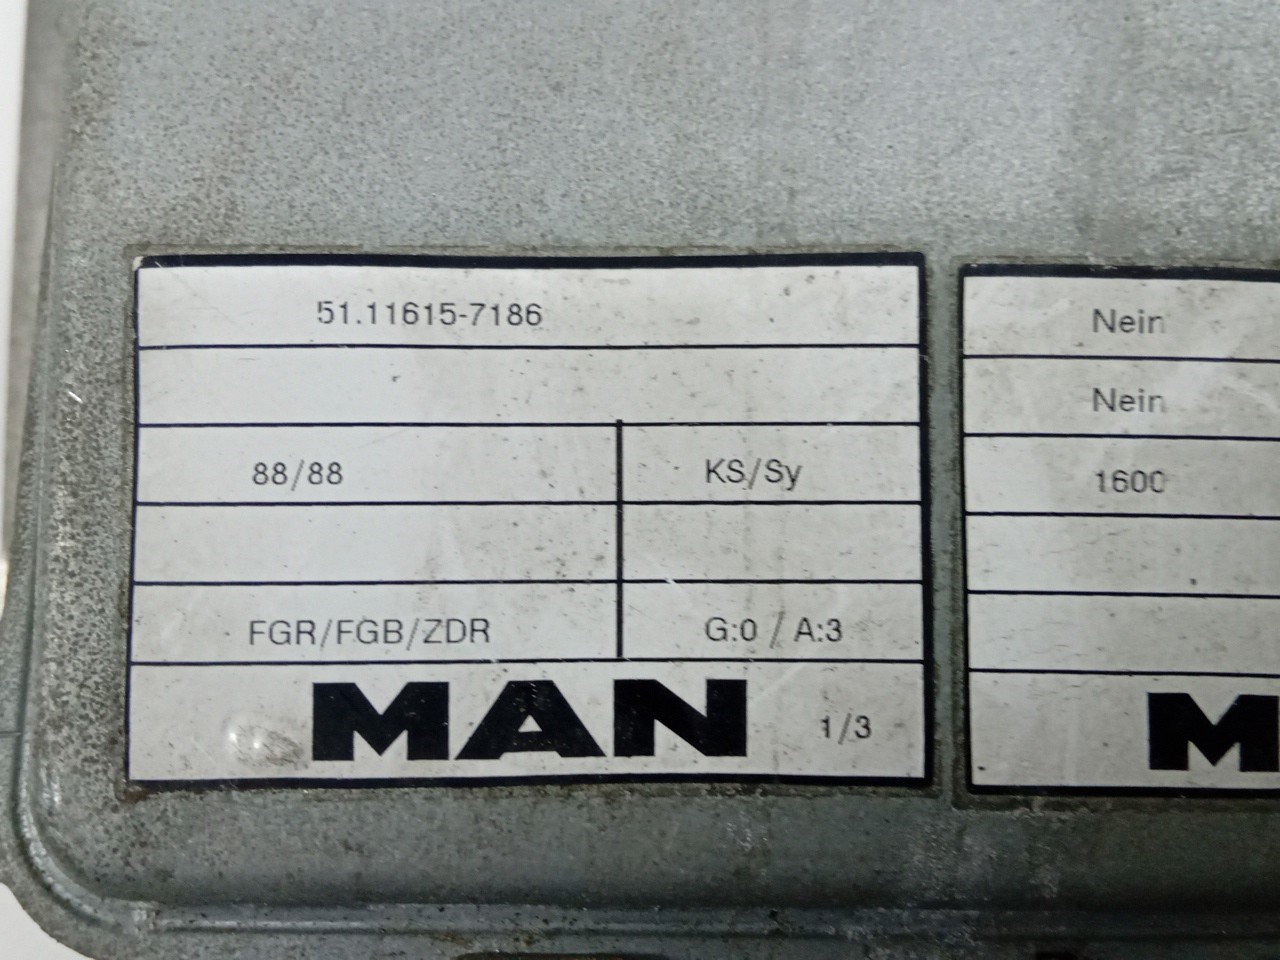 51.11615-7186
88/88 KS/Sy
FGR/FGB/ZDR G:0 / A:3
MAN 1/3
Nein
Nein
1600
M